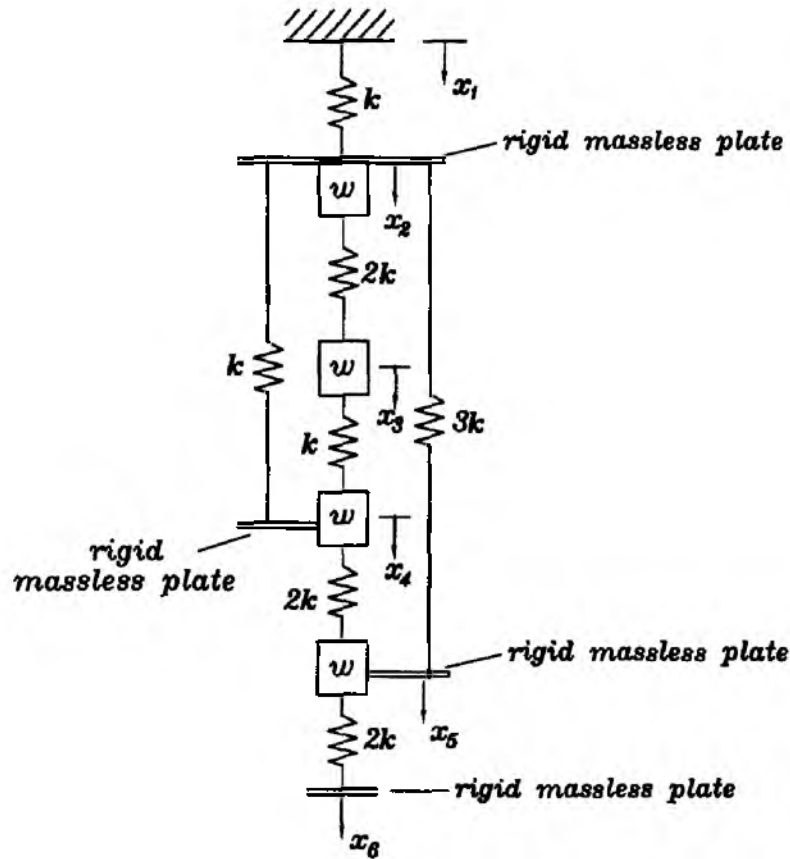 x₁
k
rigid massless plate
w
x₂
2k
w
k
x₃
3k
k
w
rigid
massless plate
x₄
2k
w
rigid massless plate
x₅
2k
rigid massless plate
x₆